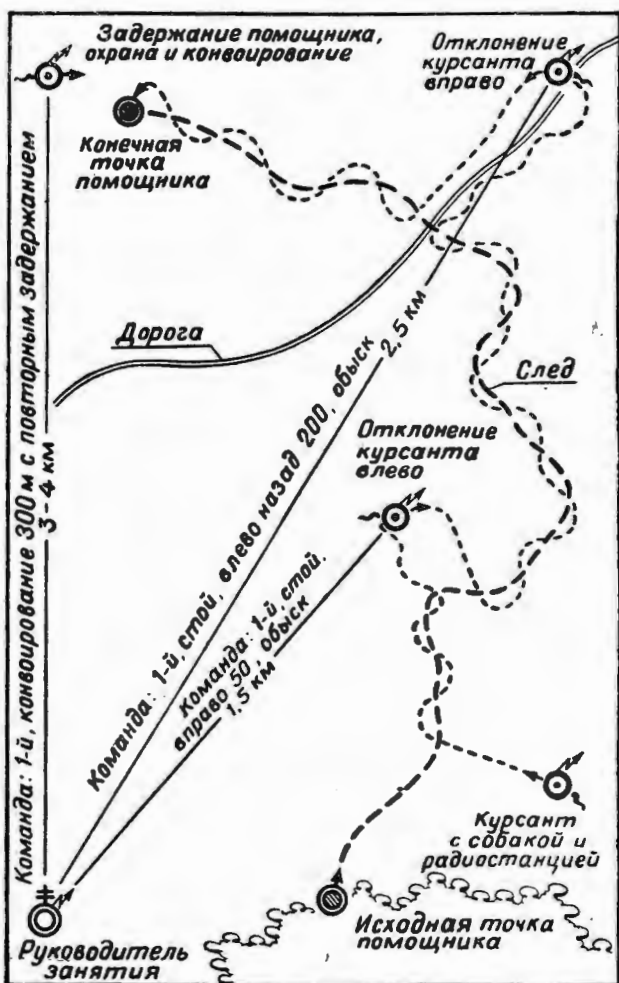 Задержание помощника,
охрана и конвоирование
Отклонение
курсанта
вправо
Конечная
точка
помощника
Дорога
След
Отклонение
курсанта
влево
Команда: 1-й, конвоирование 300 м с повторным задержанием
3-4 км
Команда: 1-й, стой, влево назад 200, обыск
2,5 км
Команда: 1-й, стой.
вправо 50, обыск
1,5 км
Курсант
с собакой и
радиостанцией
Исходная точка
помощника
Руководитель
занятия